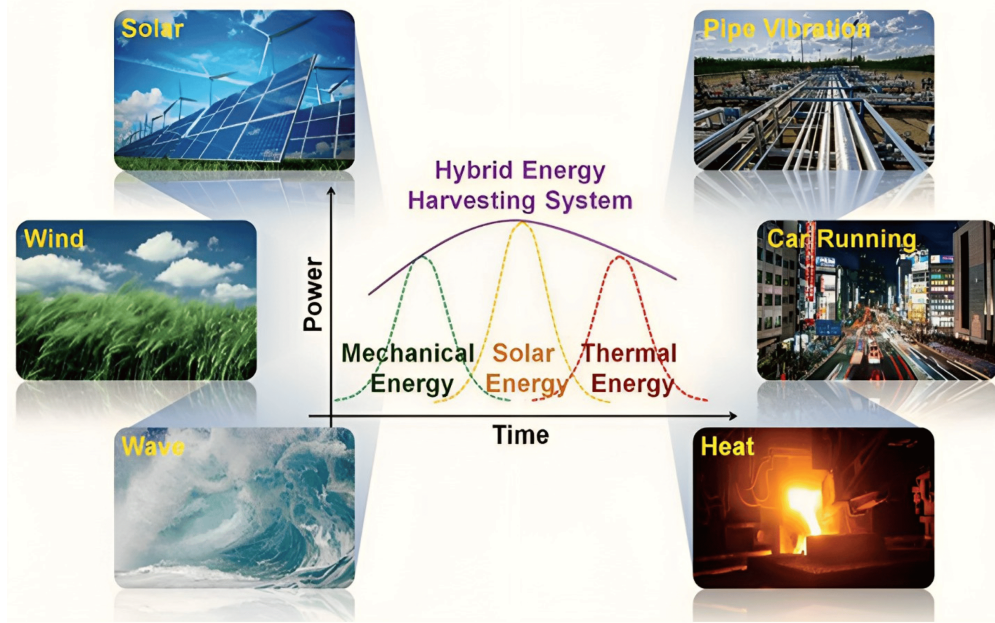 Solar
Pipe Vibration
Hybrid Energy
Harvesting System
Wind
Car Running
Power
Mechanical
Energy
Solar
Energy
Thermal
Energy
Time
Wave
Heat